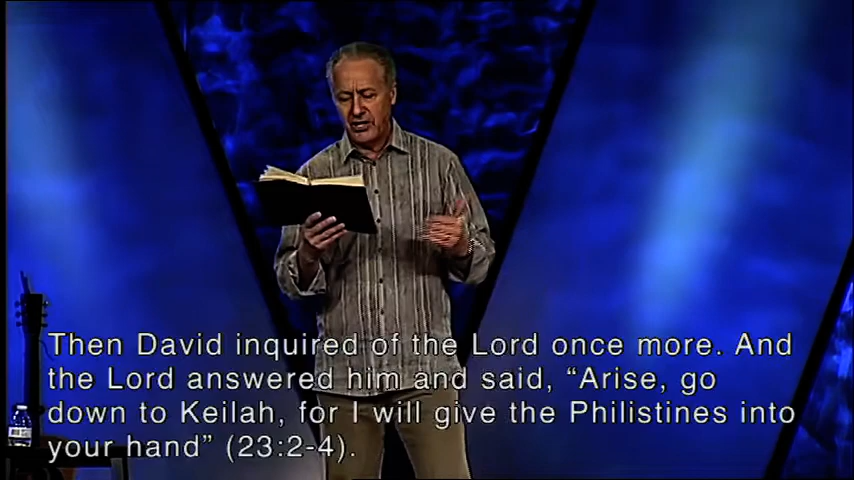 Then David inquired of the Lord once more. And
the Lord answered him and said, “Arise, go
down to Keilah, for I will give the Philistines into
your hand” (23:2-4).